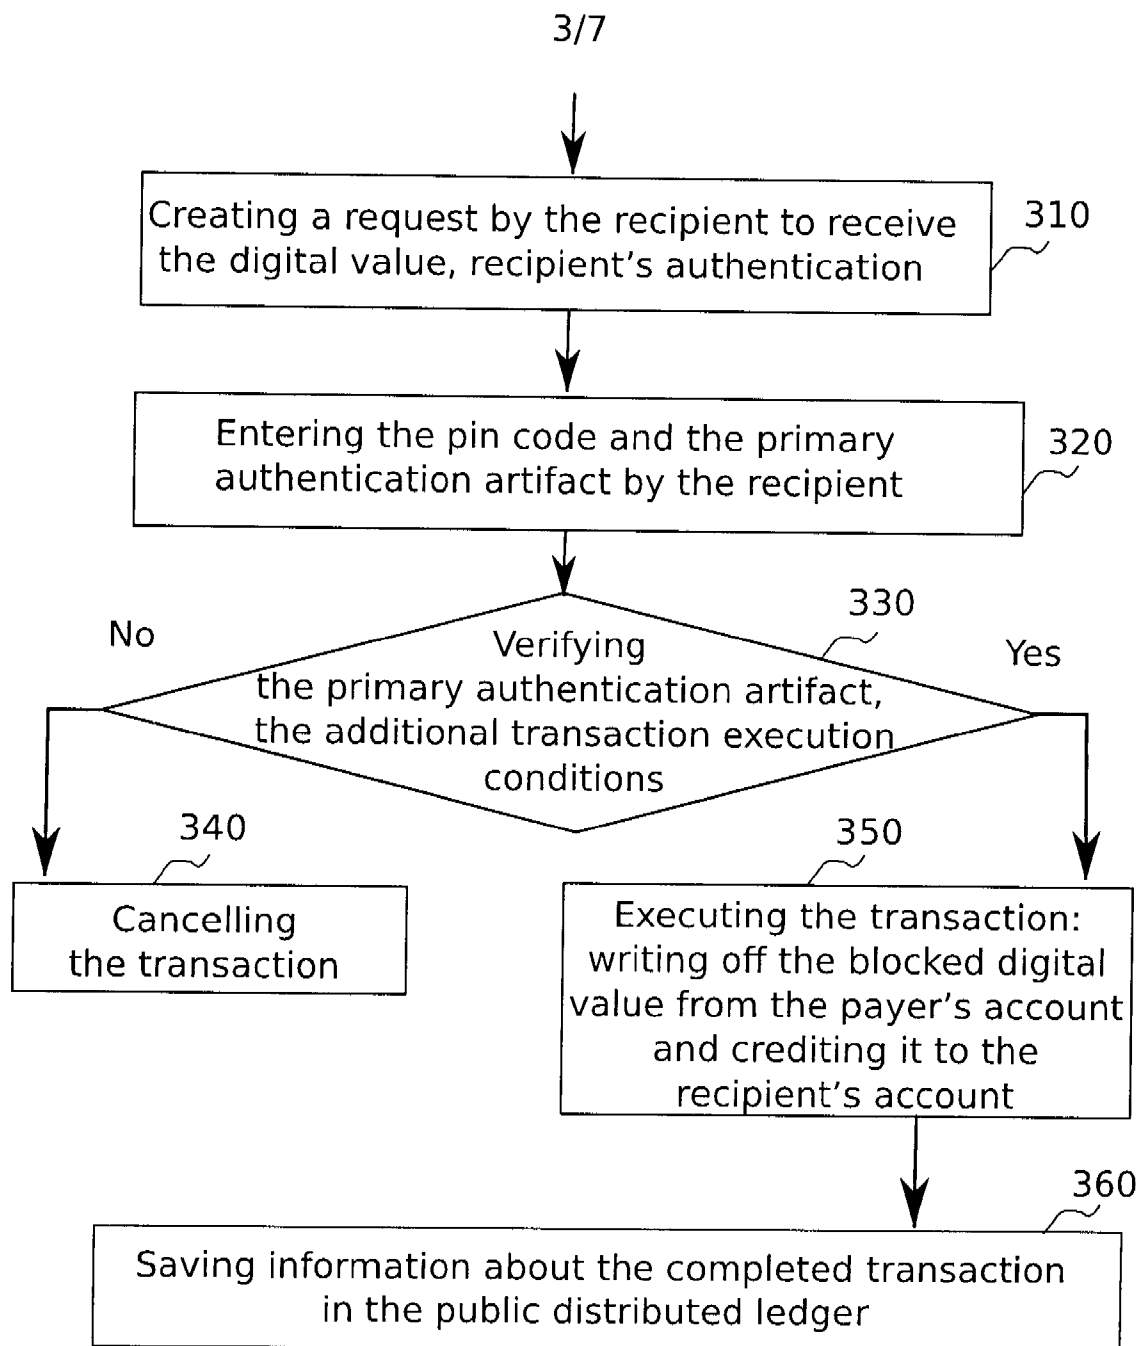 3/7
Creating a request by the recipient to receive
the digital value, recipient’s authentication
310
Entering the pin code and the primary
authentication artifact by the recipient
320
330
No
Yes
Verifying
the primary authentication artifact,
the additional transaction execution
conditions
340
Cancelling
the transaction
350
Executing the transaction:
writing off the blocked digital
value from the payer’s account
and crediting it to the
recipient’s account
360
Saving information about the completed transaction
in the public distributed ledger